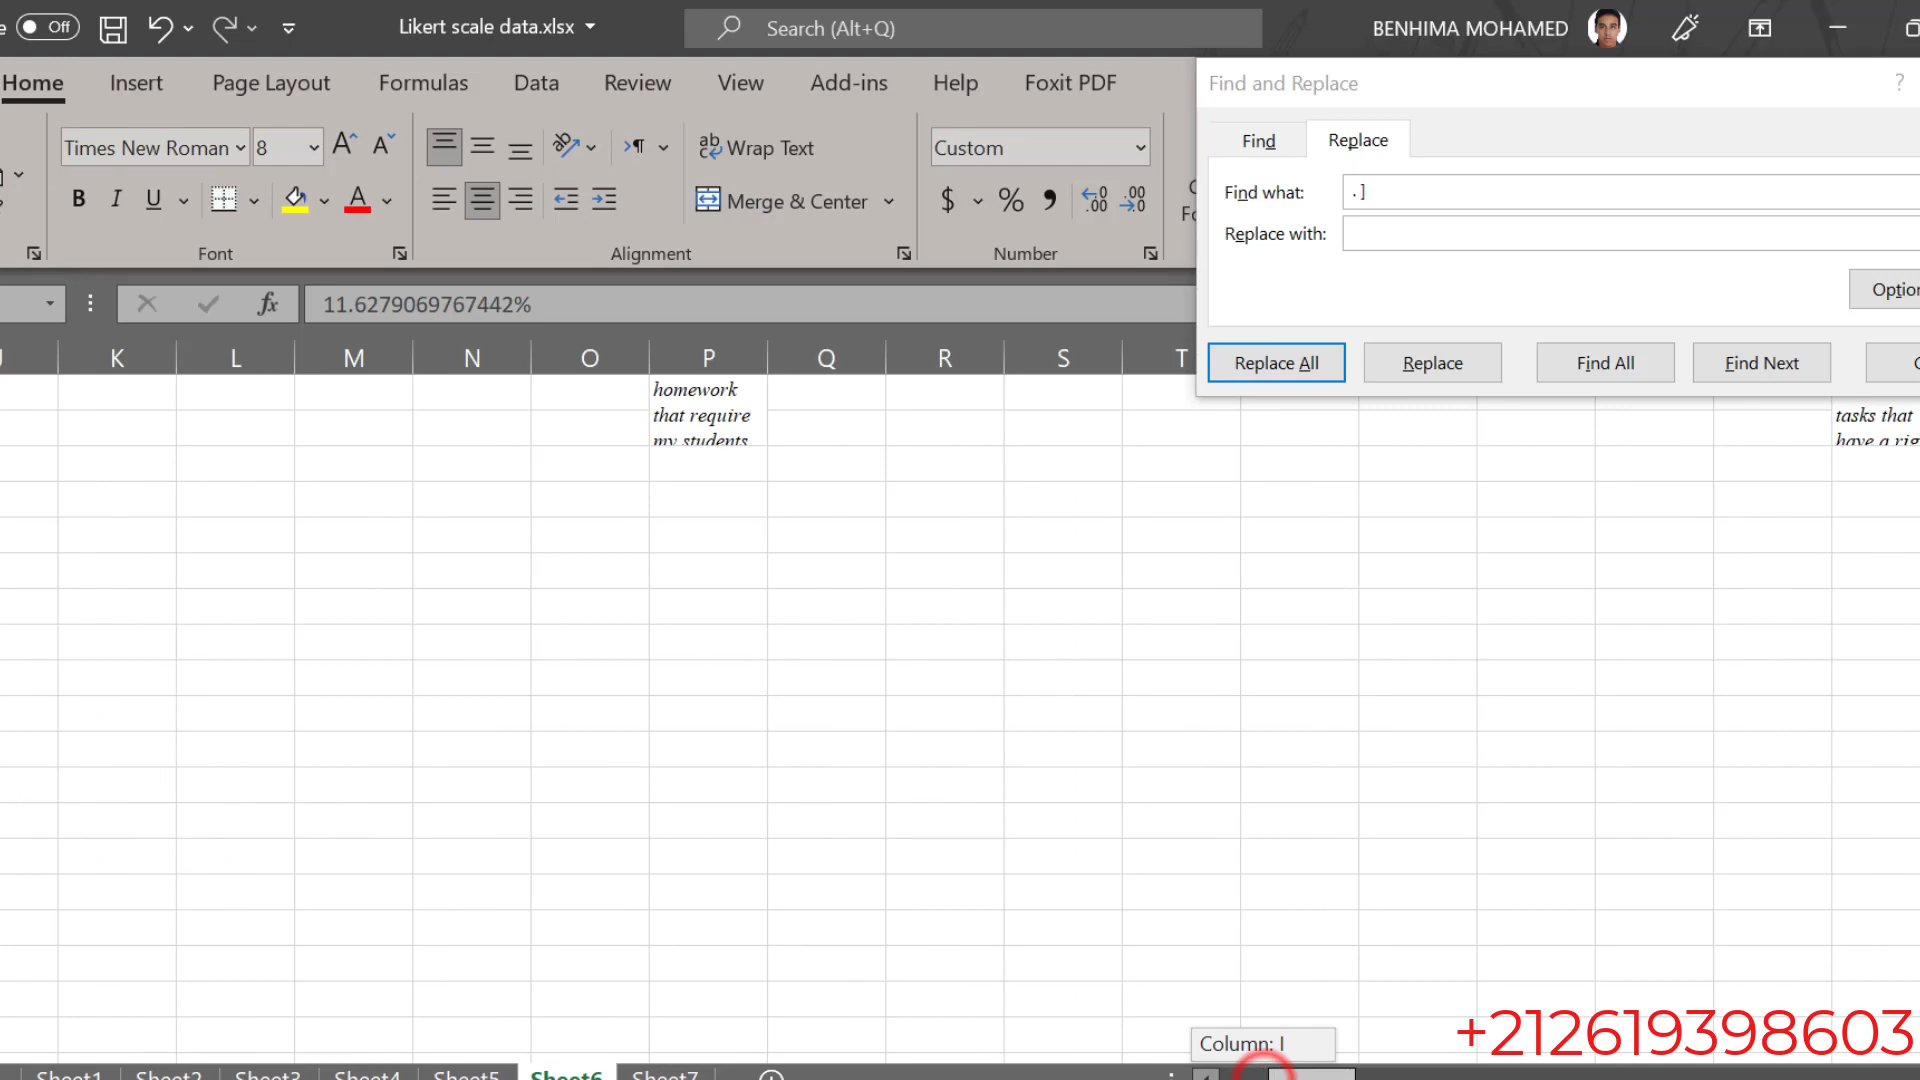 Off
Likert scale data.xlsx
Search (Alt+Q)
BENHIMA MOHAMED
Home Insert Page Layout Formulas Data Review View Add-ins Help Foxit PDF
Find and Replace
?
Find Replace
Times New Roman 8
Wrap Text
Custom
B I U
Merge & Center
$ % ,
Font
Alignment
Number
Find what: . ]
Replace with:
Replace All Replace Find All Find Next
fx 11.6279069767442%
K L M N O P Q R S T
homework
that require
my students
tasks that
have a rig
Column: I
+212619398603
Sheet1 Sheet2 Sheet3 Sheet4 Sheet5 Sheet6 Sheet7